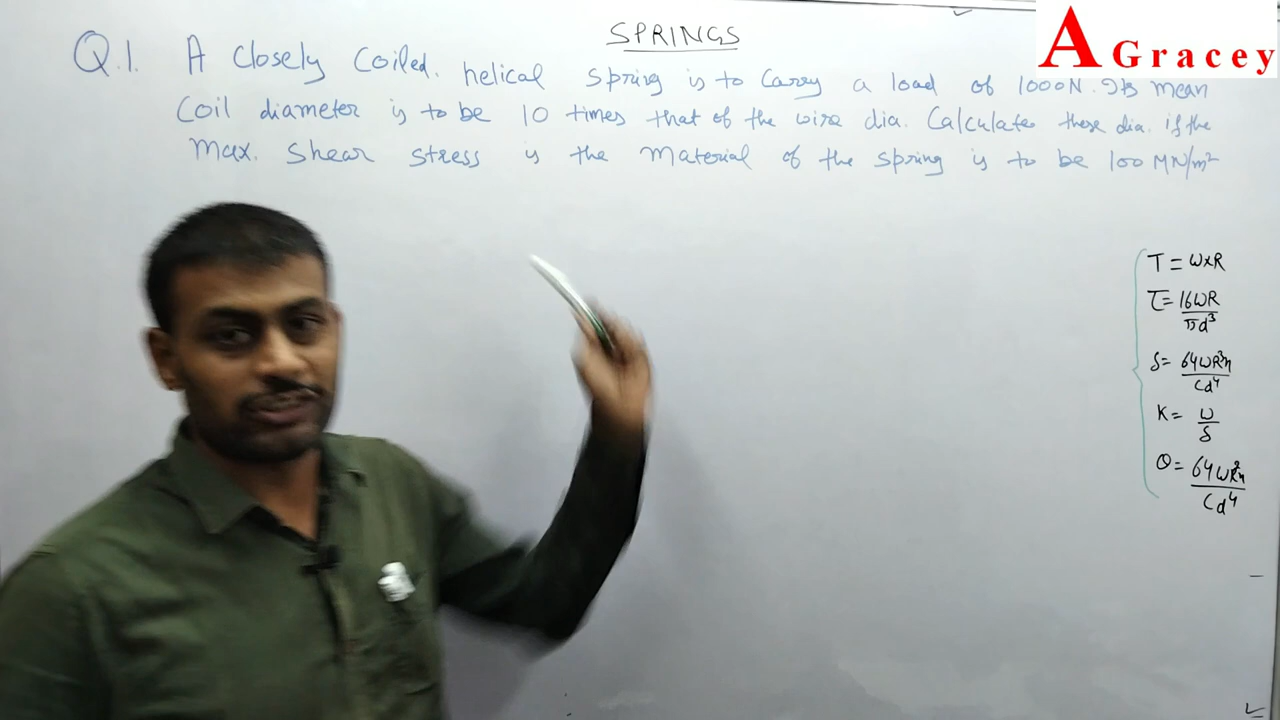 SPRINGS
A Gracey
Q.1. A Closely Coiled. helical Spring is to Carry a load of 1000N. Its mean
Coil diameter is to be 10 times that of the wire dia. Calculate these dia. if the
Max. Shear stress is the Material of the spring is to be 100 MN/m²
T = W×R
τ = 16WR/πd³
δ = 64WR³n/Cd⁴
K = W/δ
θ = 64WR²n/Cd⁴